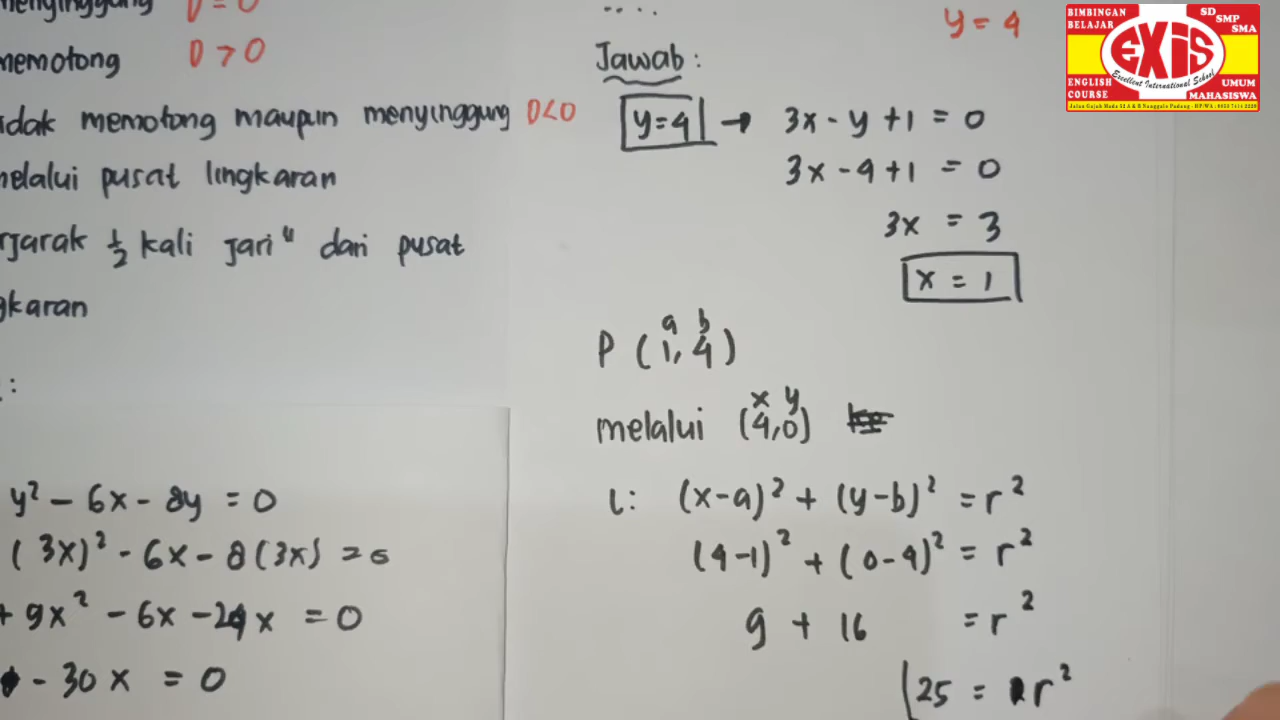 menyinggung D = 0
memotong D > 0
idak memotong maupun menyinggung D<0
melalui pusat lingkaran
rjarak 1/2 kali jari" dari pusat
gkaran
:
y² - 6x - 8y = 0
(3x)² - 6x - 8(3x) = 0
+ 9x² - 6x - 24x = 0
- 30x = 0
....
y = 4
Jawab :
y=4 → 3x - y + 1 = 0
3x - 4 + 1 = 0
3x = 3
x = 1
a b
P (1, 4)
x y
melalui (4,0)
L: (x-a)² + (y-b)² = r²
(4-1)² + (0-4)² = r²
9 + 16 = r²
25 = r²
BIMBINGAN BELAJAR
SD SMP SMA
EXIS
Excellent International School
ENGLISH COURSE
UMUM MAHASISWA